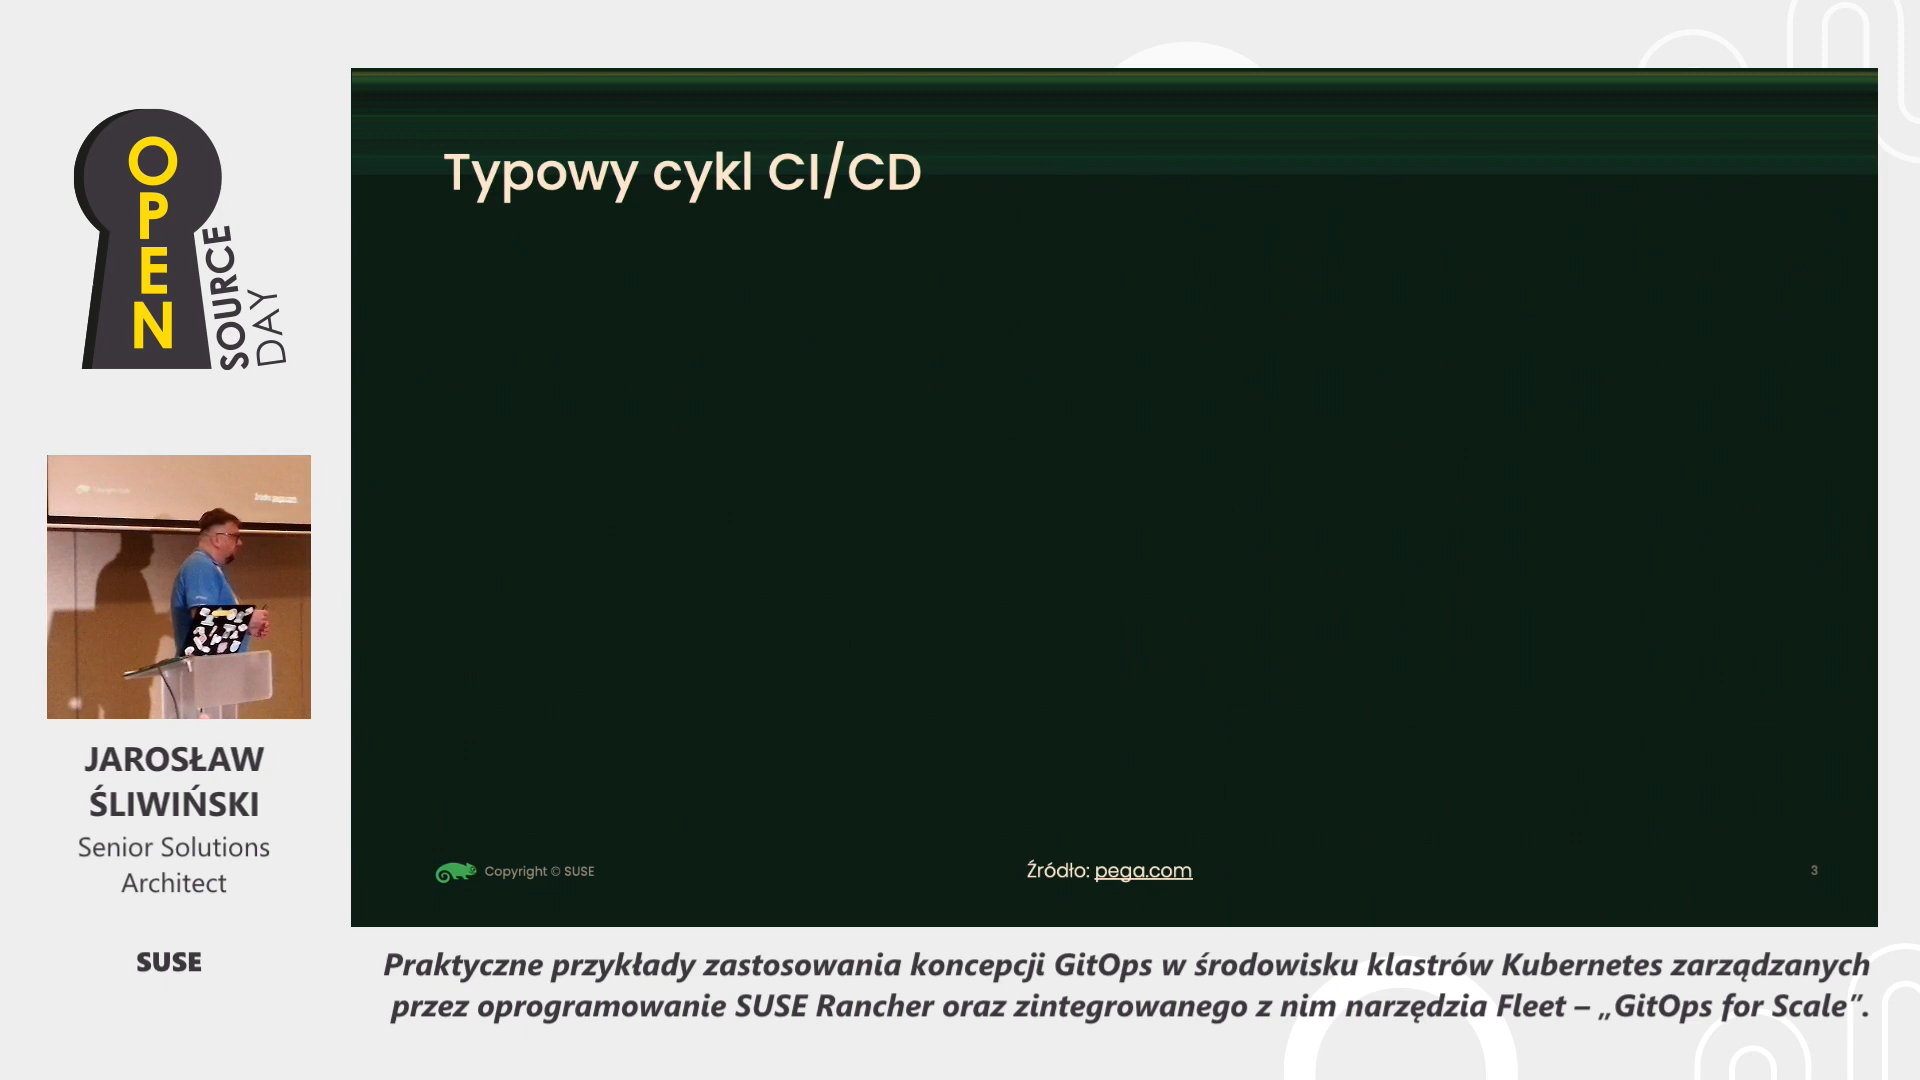 OPEN
SOURCE
DAY
Typowy cykl CI/CD
Copyright © SUSE
Źródło: pega.com
3
JAROSŁAW
ŚLIWIŃSKI
Senior Solutions
Architect
SUSE
Praktyczne przykłady zastosowania koncepcji GitOps w środowisku klastrów Kubernetes zarządzanych
przez oprogramowanie SUSE Rancher oraz zintegrowanego z nim narzędzia Fleet – „GitOps for Scale”.